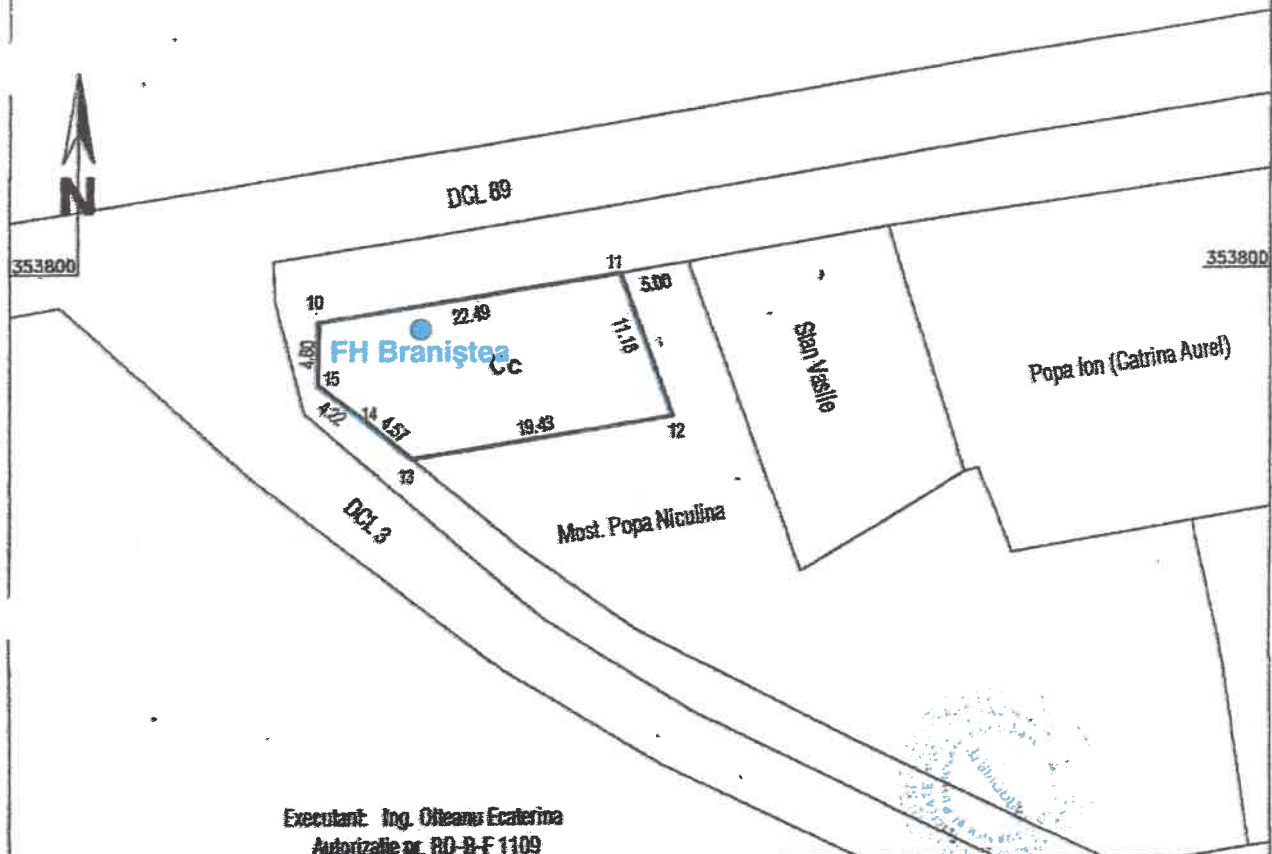 N
DCL 89
353800
353800
11
5.00
10
22.49
FH Braniștea
Cc
4.80
11.18
15
4.22
14
4.57
19.43
12
13
Stan Vasile
Popa Ion (Catrina Aurel)
DCL 3
Most. Popa Niculina
Executant: Ing. Olteanu Ecaterina
Autorizatie nr. RO-B-F 1109